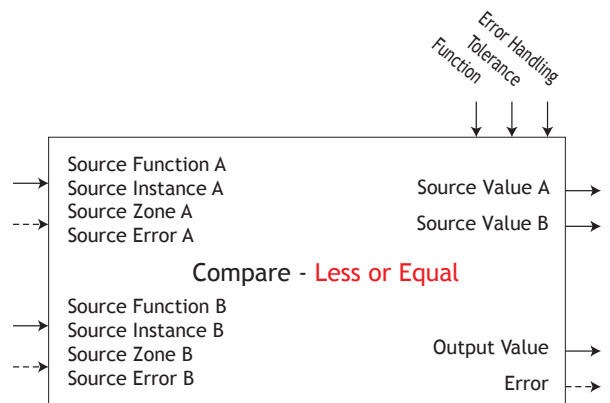 Function
Tolerance
Error Handling
Source Function A
Source Instance A
Source Zone A
Source Error A
Source Value A
Source Value B
Compare - Less or Equal
Source Function B
Source Instance B
Source Zone B
Source Error B
Output Value
Error